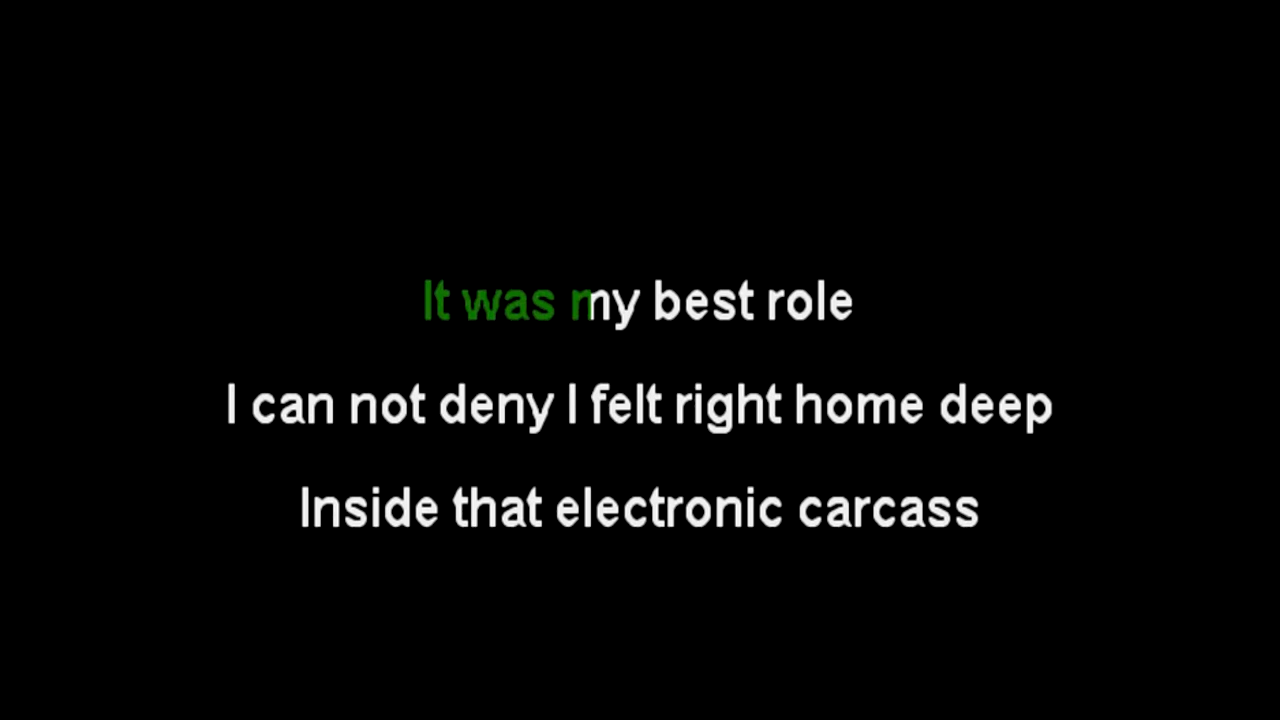 It was my best role
I can not deny I felt right home deep
Inside that electronic carcass